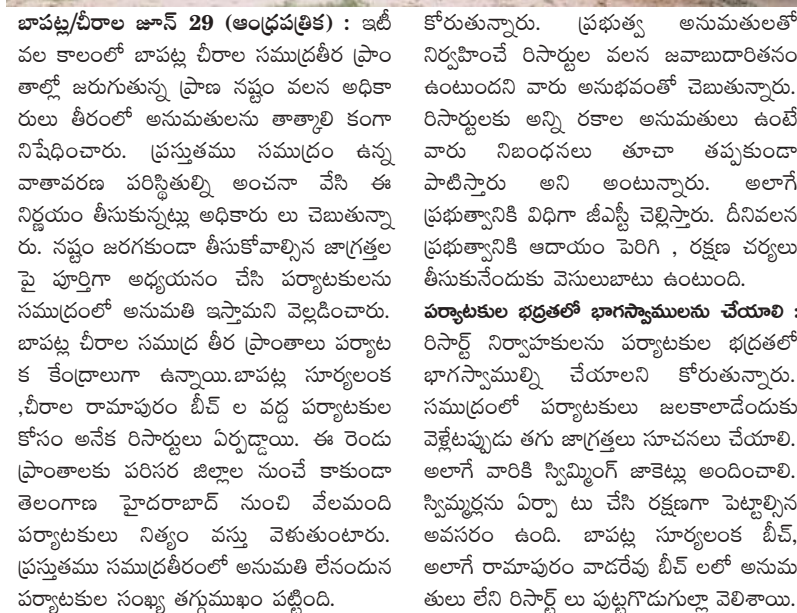 బాపట్ల/చీరాల జూన్ 29 (ఆంధ్రపత్రిక) : ఇటీ
వల కాలంలో బాపట్ల చీరాల సముద్రతీర ప్రాం
తాల్లో జరుగుతున్న ప్రాణ నష్టం వలన అధికా
రులు తీరంలో అనుమతులను తాత్కాలి కంగా
నిషేధించారు. ప్రస్తుతము సముద్రం ఉన్న
వాతావరణ పరిస్థితుల్ని అంచనా వేసి ఈ
నిర్ణయం తీసుకున్నట్లు అధికారు లు చెబుతున్నా
రు. నష్టం జరగకుండా తీసుకోవాల్సిన జాగ్రత్తల
పై పూర్తిగా అధ్యయనం చేసి పర్యాటకులను
సముద్రంలో అనుమతి ఇస్తామని వెల్లడించారు.
బాపట్ల చీరాల సముద్ర తీర ప్రాంతాలు పర్యాట
క కేంద్రాలుగా ఉన్నాయి.బాపట్ల సూర్యలంక
,చీరాల రామాపురం బీచ్ ల వద్ద పర్యాటకుల
కోసం అనేక రిసార్టులు ఏర్పడ్డాయి. ఈ రెండు
ప్రాంతాలకు పరిసర జిల్లాల నుంచే కాకుండా
తెలంగాణ హైదరాబాద్ నుంచి వేలమంది
పర్యాటకులు నిత్యం వస్తు వెళుతుంటారు.
ప్రస్తుతము సముద్రతీరంలో అనుమతి లేనందున
పర్యాటకుల సంఖ్య తగ్గుముఖం పట్టింది.
కోరుతున్నారు. ప్రభుత్వ అనుమతులతో
నిర్వహించే రిసార్టుల వలన జవాబుదారితనం
ఉంటుందని వారు అనుభవంతో చెబుతున్నారు.
రిసార్టులకు అన్ని రకాల అనుమతులు ఉంటే
వారు నిబంధనలు తూచా తప్పకుండా
పాటిస్తారు అని అంటున్నారు. అలాగే
ప్రభుత్వానికి విధిగా జీఎస్టీ చెల్లిస్తారు. దీనివలన
ప్రభుత్వానికి ఆదాయం పెరిగి , రక్షణ చర్యలు
తీసుకునేందుకు వెసులుబాటు ఉంటుంది.
పర్యాటకుల భద్రతలో భాగస్వాములను చేయాలి :
రిసార్ట్ నిర్వాహకులను పర్యాటకుల భద్రతలో
భాగస్వాముల్ని చేయాలని కోరుతున్నారు.
సముద్రంలో పర్యాటకులు జలకాలాడేందుకు
వెళ్లేటప్పుడు తగు జాగ్రత్తలు సూచనలు చేయాలి.
అలాగే వారికి స్విమ్మింగ్ జాకెట్లు అందించాలి.
స్విమ్మర్లను ఏర్పా టు చేసి రక్షణగా పెట్టాల్సిన
అవసరం ఉంది. బాపట్ల సూర్యలంక బీచ్,
అలాగే రామాపురం వాడరేవు బీచ్ లలో అనుమ
తులు లేని రిసార్ట్ లు పుట్టగొడుగుల్లా వెలిశాయి.